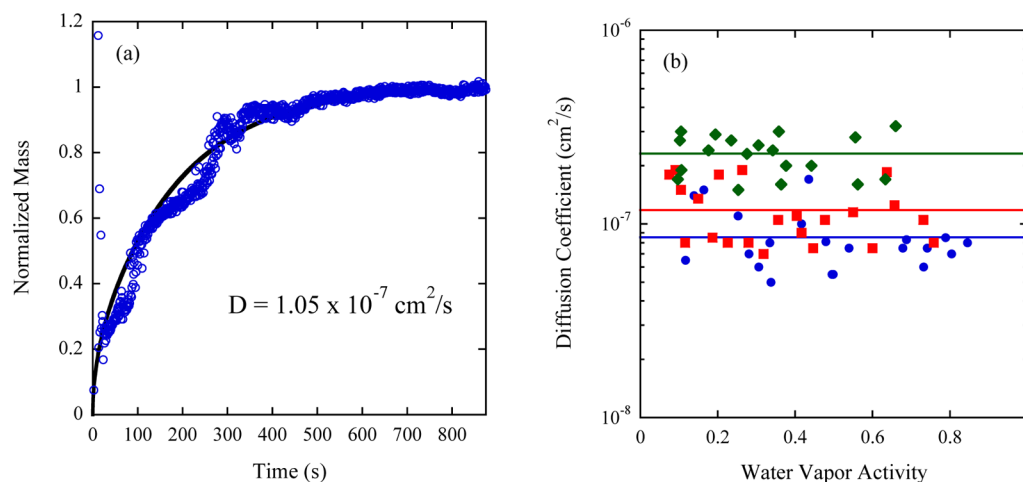 (a)
Normalized Mass
1.2
1
0.8
0.6
0.4
0.2
0
D = 1.05 x 10⁻⁷ cm²/s
0 100 200 300 400 500 600 700 800
Time (s)
(b)
Diffusion Coefficient (cm²/s)
10⁻⁶
10⁻⁷
10⁻⁸
0 0.2 0.4 0.6 0.8
Water Vapor Activity